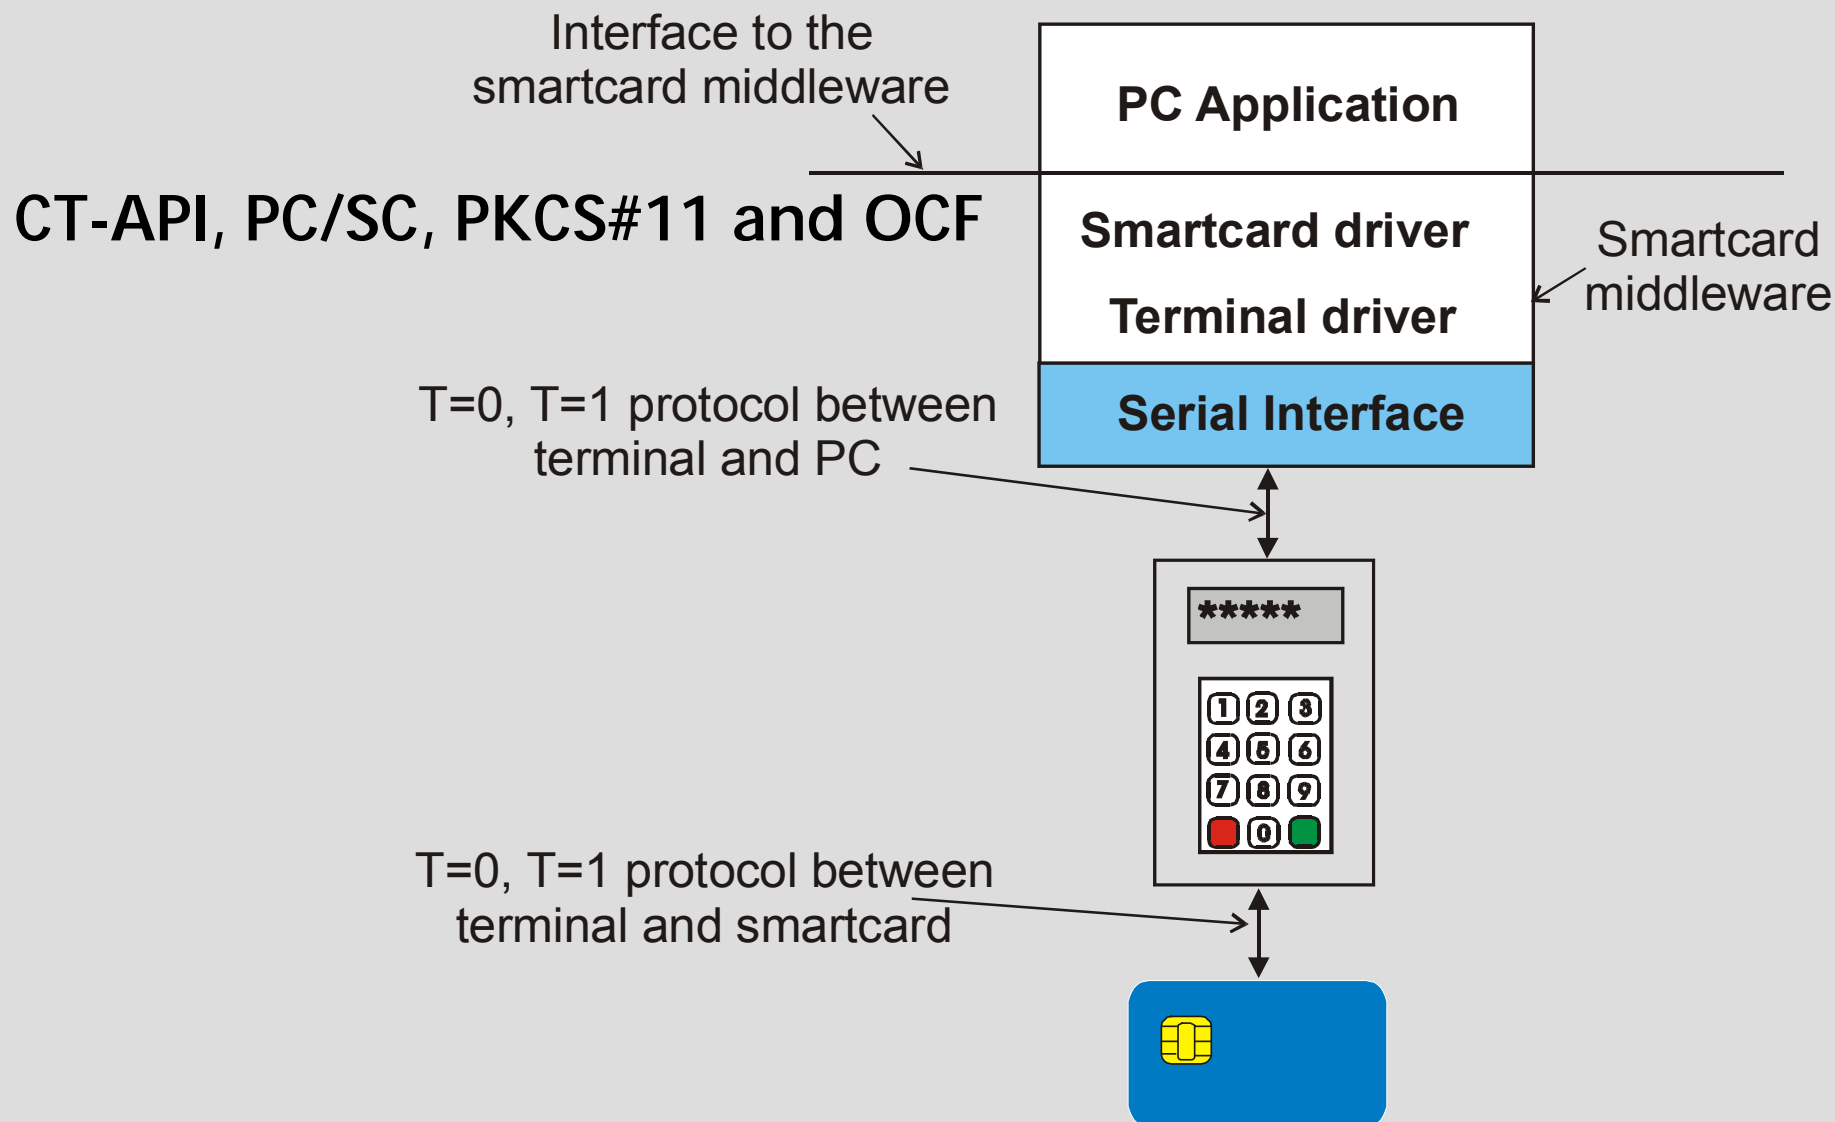 Interface to the
smartcard middleware
PC Application
CT-API, PC/SC, PKCS#11 and OCF
Smartcard driver
Terminal driver
Smartcard
middleware
T=0, T=1 protocol between
terminal and PC
Serial Interface
*****
1 2 3
4 5 6
7 8 9
0
T=0, T=1 protocol between
terminal and smartcard